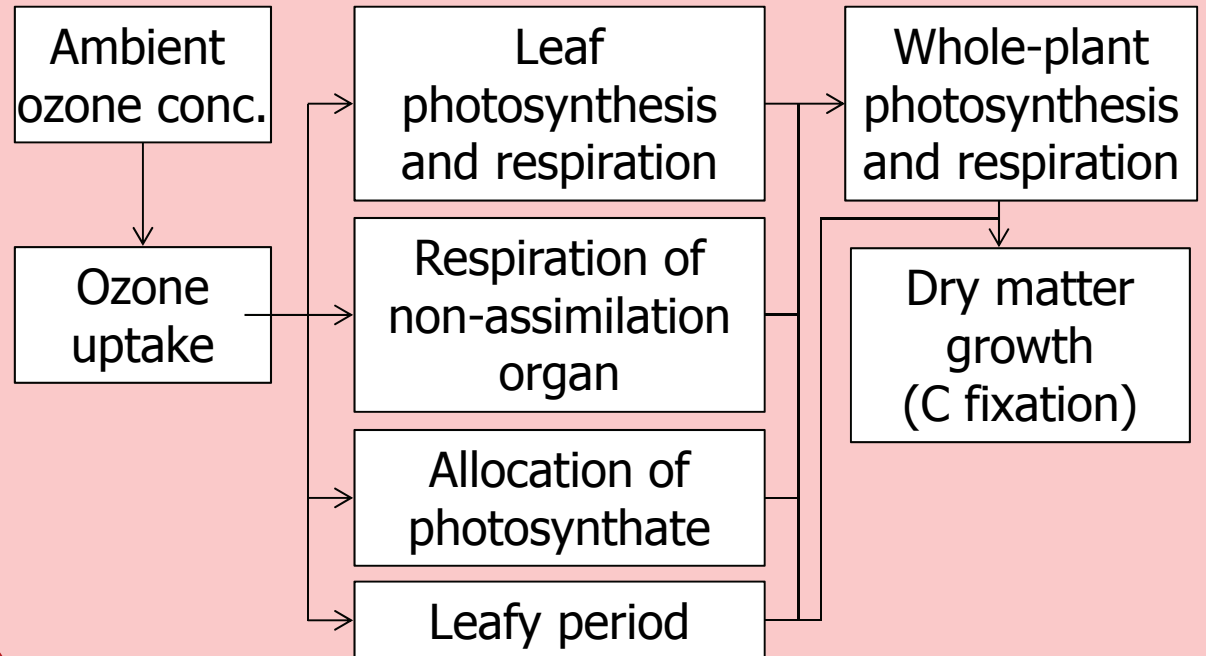 Ambient
ozone conc.
Ozone
uptake
Leaf
photosynthesis
and respiration
Respiration of
non-assimilation
organ
Allocation of
photosynthate
Leafy period
Whole-plant
photosynthesis
and respiration
Dry matter
growth
(C fixation)